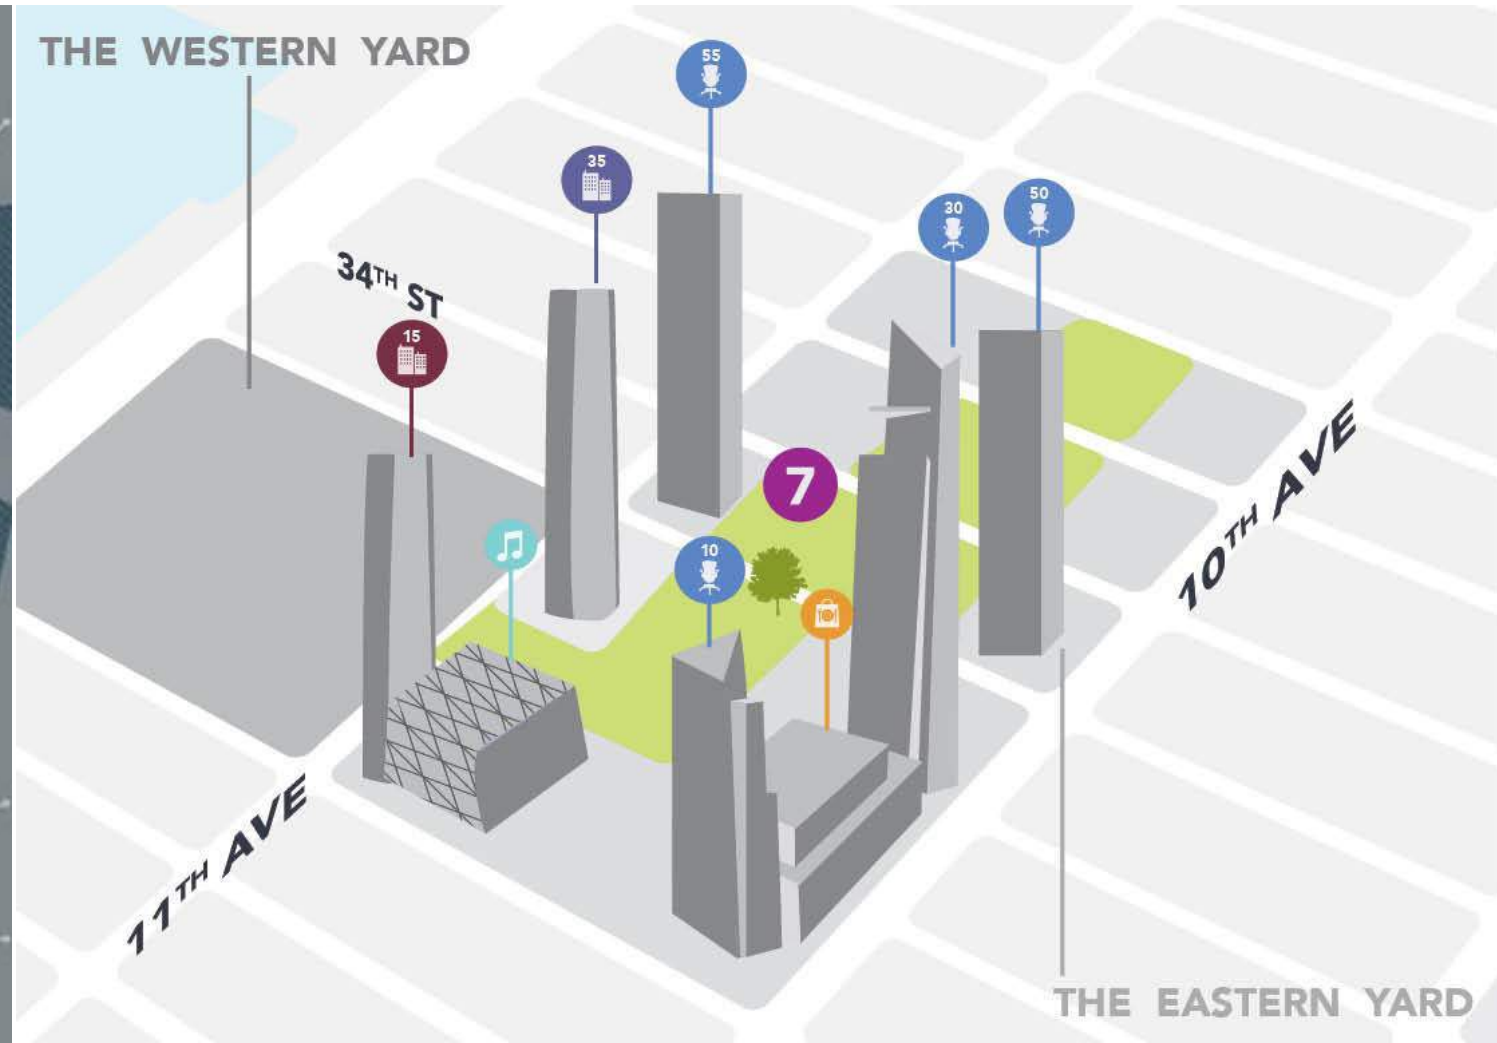 THE WESTERN YARD
55
35
30
50
34TH ST
15
10TH AVE
7
10
11TH AVE
THE EASTERN YARD